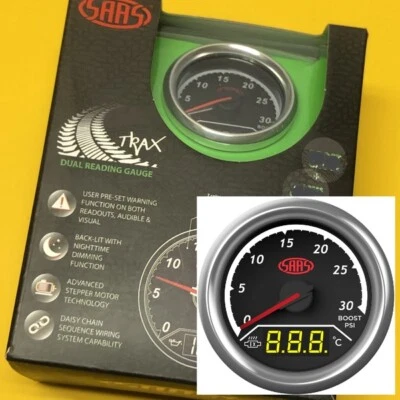 SAAS
15
20
10
25
5
30
BOOST
TRAX
DUAL READING GAUGE
USER PRE-SET WARNING
FUNCTION ON BOTH
READOUTS, AUDIBLE &
VISUAL
BACK-LIT WITH
NIGHTTIME
DIMMING
FUNCTION
ADVANCED
STEPPER MOTOR
TECHNOLOGY
DAISY CHAIN
SEQUENCE WIRING
SYSTEM CAPABILITY
10
5
0
15
20
10
SAAS
25
5
30
0
BOOST
PSI
8.8.8. °C